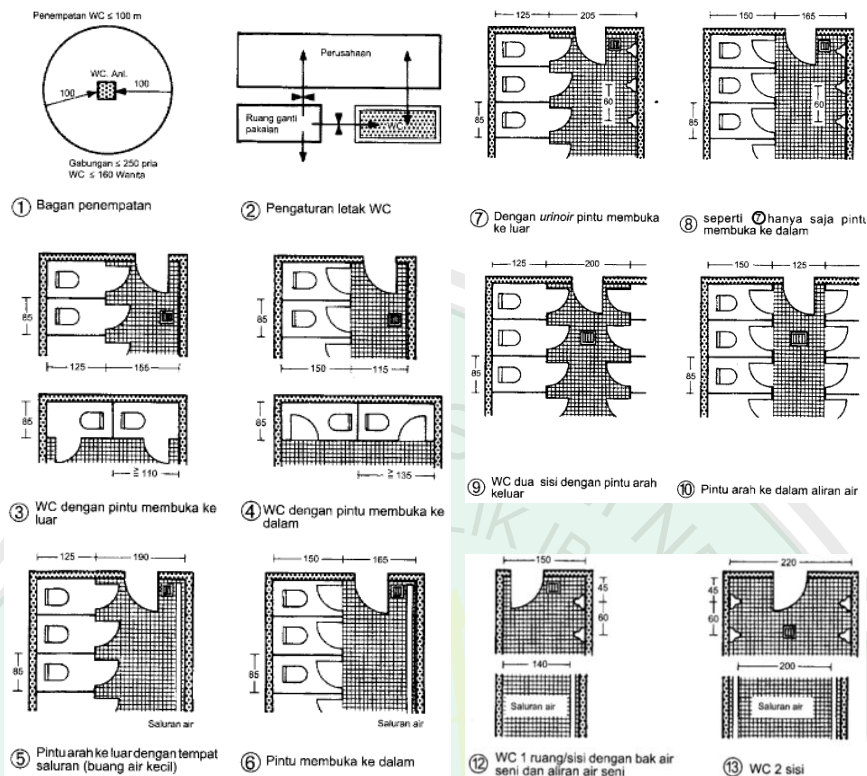 Penempatan WC ≤ 100 m
WC. Anl.
100
100
Gabungan ≤ 250 pria
WC ≤ 160 Wanita
① Bagan penempatan
Perusahaan
Ruang ganti
pakaian
WC
② Pengaturan letak WC
85
125
155
85
≧ 110
③ WC dengan pintu membuka ke
luar
85
150
115
85
≧ 135
④ WC dengan pintu membuka ke
dalam
125
190
85
Saluran air
⑤ Pintu arah ke luar dengan tempat
saluran (buang air kecil)
150
165
85
Saluran air
⑥ Pintu membuka ke dalam
125
205
60
85
⑦ Dengan urinoir pintu membuka
ke luar
150
165
60
85
⑧ seperti ⑦ hanya saja pintu
membuka ke dalam
125
200
85
⑨ WC dua sisi dengan pintu arah
keluar
150
125
85
⑩ Pintu arah ke dalam aliran air
150
45
60
140
Saluran air
⑫ WC 1 ruang/sisi dengan bak air
seni dan aliran air seni
220
45
60
200
Saluran air
⑬ WC 2 sisi